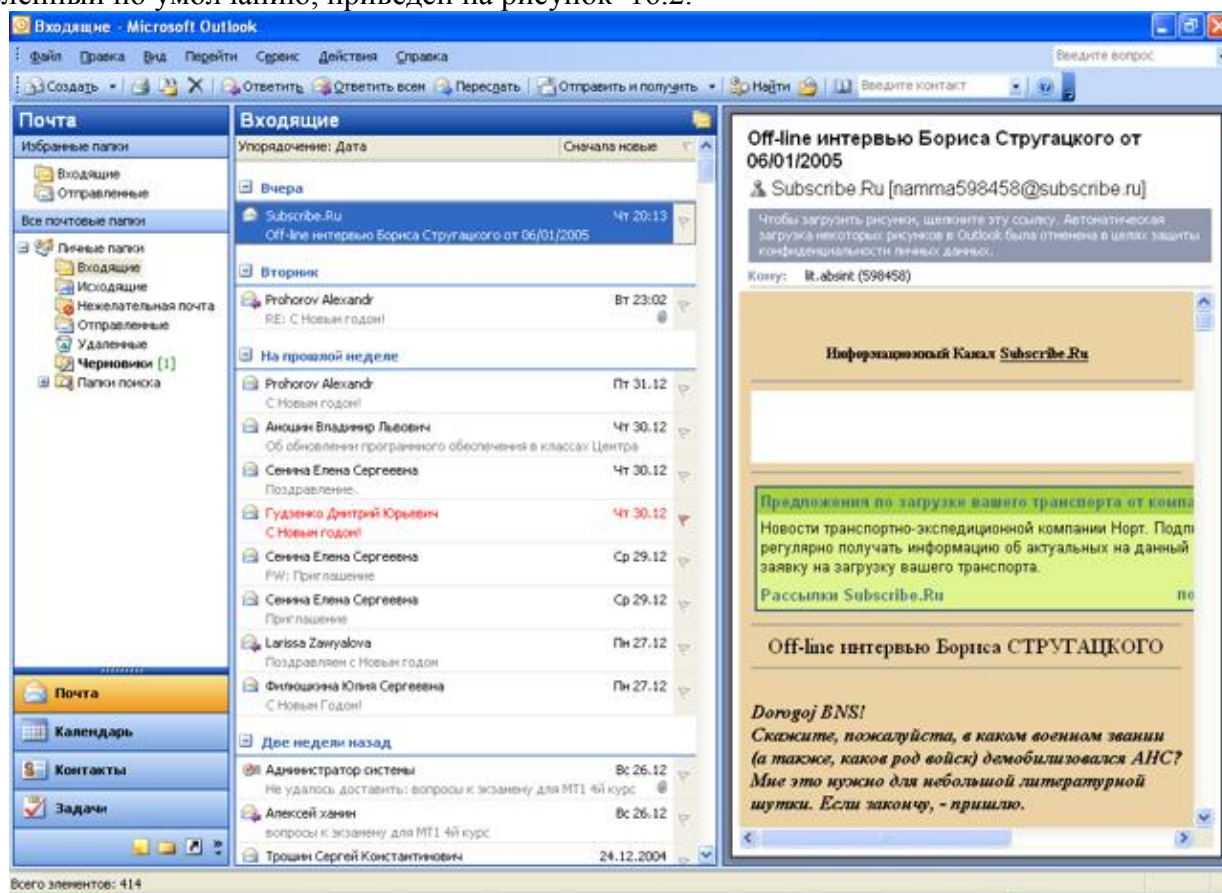 ленный по умолчанию, приведен на рисунок 16.2.
Входящие - Microsoft Outlook
Файл Правка Вид Перейти Сервис Действия Справка
Введите вопрос
Создать Ответить Ответить всем Переслать Отправить и получить Найти Введите контакт
Почта
Избранные папки
Входящие
Отправленные
Все почтовые папки
Личные папки
Входящие
Исходящие
Нежелательная почта
Отправленные
Удаленные
Черновики [1]
Папки поиска
Почта
Календарь
Контакты
Задачи
Входящие
Упорядочение: Дата Сначала новые
Вчера
Subscribe.Ru Чт 20:13
Off-line интервью Бориса Стругацкого от 06/01/2005
Вторник
Prohorov Alexandr Вт 23:02
RE: С Новым годом!
На прошлой неделе
Prohorov Alexandr Пт 31.12
С Новым годом!
Аношин Владимир Львович Чт 30.12
Об обновлении программного обеспечения в классах Центра
Сенина Елена Сергеевна Чт 30.12
Поздравление.
Гудзенко Дмитрий Юрьевич Чт 30.12
С Новым годом!
Сенина Елена Сергеевна Ср 29.12
FW: Приглашение
Сенина Елена Сергеевна Ср 29.12
Приглашение
Larissa Zawyalova Пн 27.12
Поздравляем с Новым годом
Филюшкина Юлия Сергеевна Пн 27.12
С Новым Годом!
Две недели назад
Администратор системы Вс 26.12
Не удалось доставить: вопросы к экзамену для МТ1 4й курс
Алексей ханин Вс 26.12
вопросы к экзамену для МТ1 4й курс
Трошин Сергей Константинович 24.12.2004
Off-line интервью Бориса Стругацкого от
06/01/2005
Subscribe.Ru [namma598458@subscribe.ru]
Чтобы загрузить рисунки, щелкните эту ссылку. Автоматическая
загрузка некоторых рисунков в Outlook была отменена в целях защиты
конфиденциальности личных данных.
Кому: lit.absint (598458)
Информационный Канал Subscribe.Ru
Предложения по загрузке вашего транспорта от компа
Новости транспортно-экспедиционной компании Норт. Подпи
регулярно получать информацию об актуальных на данный
заявку на загрузку вашего транспорта.
Рассылки Subscribe.Ru по
Off-line интервью Бориса СТРУГАЦКОГО
Dorogoj BNS!
Скажите, пожалуйста, в каком военном звании
(а также, каков род войск) демобилизовался АНС?
Мне это нужно для небольшой литературной
шутки. Если закончу, - пришлю.
Всего элементов: 414